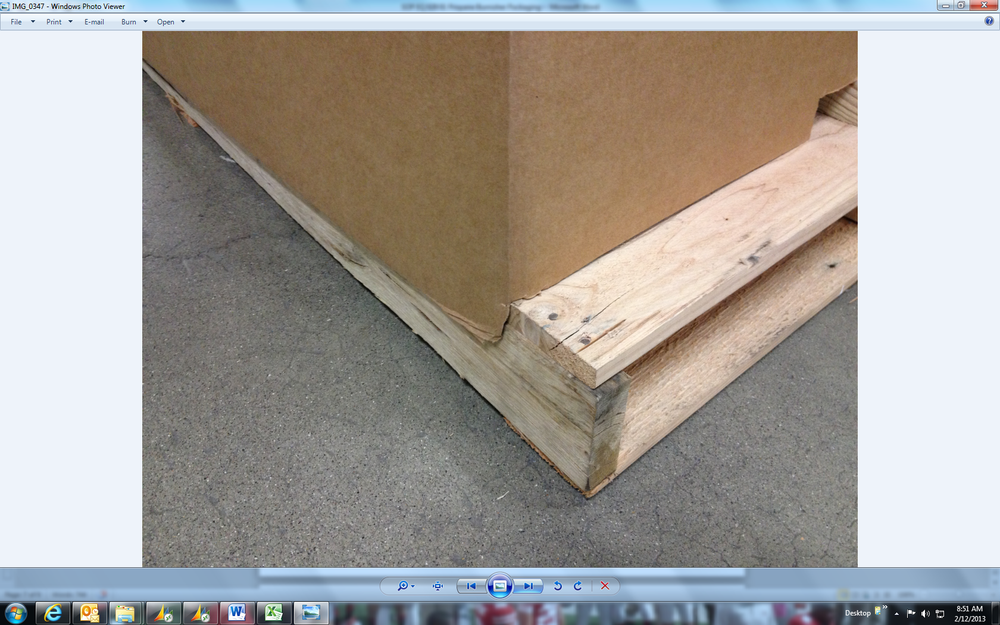 IMG_0347 - Windows Photo Viewer
File Print E-mail Burn Open
Desktop
8:51 AM
2/12/2013